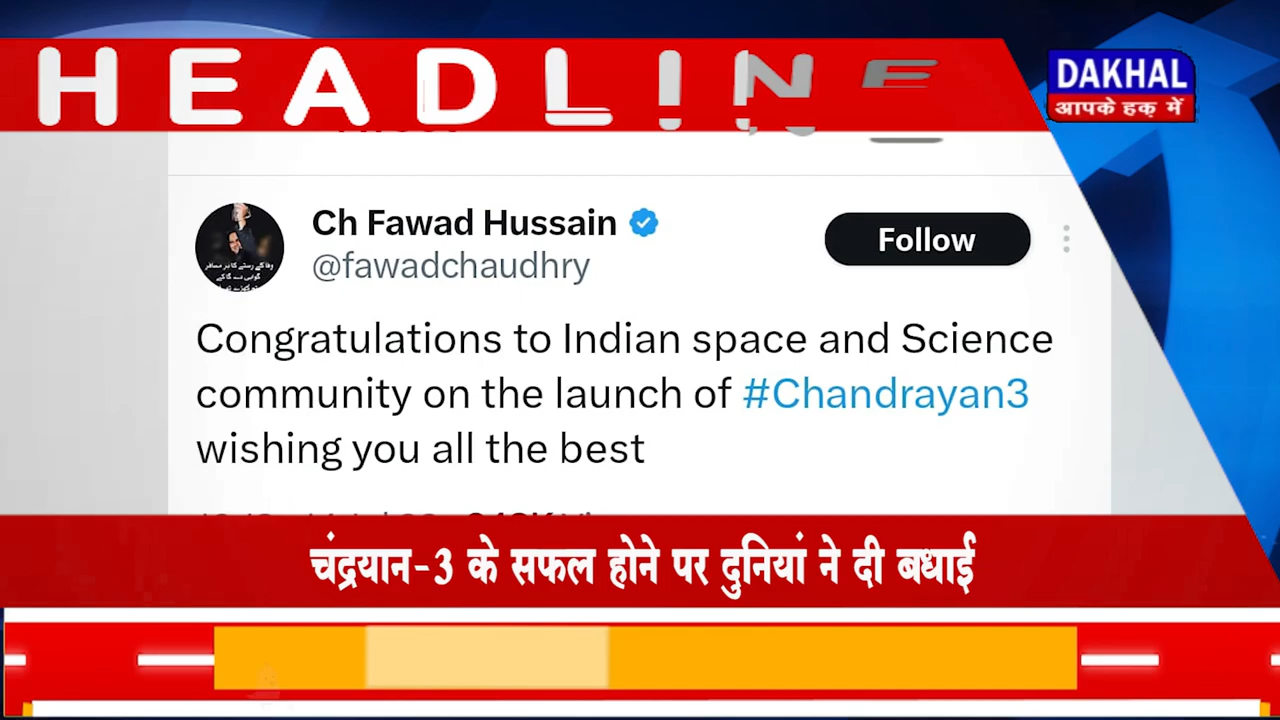 HEADLINE
DAKHAL
आपके हक़ में
Ch Fawad Hussain
Follow
@fawadchaudhry
Congratulations to Indian space and Science
community on the launch of #Chandrayan3
wishing you all the best
चंद्रयान-3 के सफल होने पर दुनियां ने दी बधाई